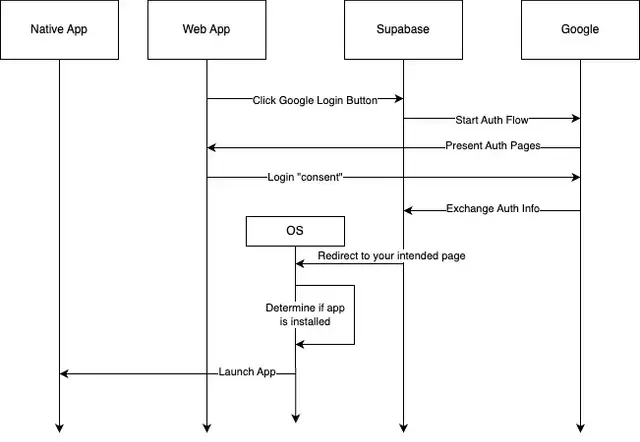 Native App
Web App
Supabase
Google
Click Google Login Button
Start Auth Flow
Present Auth Pages
Login "consent"
Exchange Auth Info
OS
Redirect to your intended page
Determine if app
is installed
Launch App